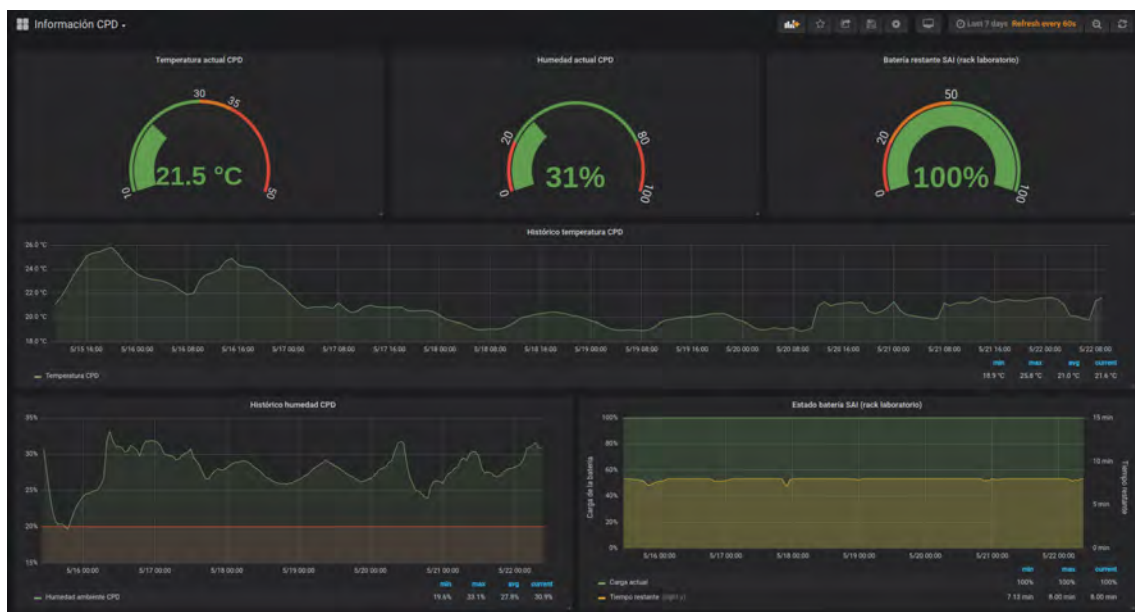 Información CPD
Last 7 days Refresh every 60s
Temperatura actual CPD
Humedad actual CPD
Batería restante SAI (rack laboratorio)
10
30
35
50
21.5 °C
0
20
80
100
31%
0
20
50
100
100%
Histórico temperatura CPD
26.0 °C
24.0 °C
22.0 °C
20.0 °C
18.0 °C
5/15 16:00 5/16 00:00 5/16 08:00 5/16 16:00 5/17 00:00 5/17 08:00 5/17 16:00 5/18 00:00 5/18 08:00 5/18 16:00 5/19 00:00 5/19 08:00 5/19 16:00 5/20 00:00 5/20 08:00 5/20 16:00 5/21 00:00 5/21 08:00 5/21 16:00 5/22 00:00 5/22 08:00
min max avg current
Temperatura CPD 18.9 °C 25.8 °C 21.0 °C 21.6 °C
Histórico humedad CPD
35%
30%
25%
20%
15%
5/16 00:00 5/17 00:00 5/18 00:00 5/19 00:00 5/20 00:00 5/21 00:00 5/22 00:00
min max avg current
Humedad ambiente CPD 19.6% 33.1% 27.8% 30.9%
Estado batería SAI (rack laboratorio)
Carga de la batería
100%
80%
60%
40%
20%
0%
15 min
10 min
5 min
0 min
Tiempo restante
5/16 00:00 5/17 00:00 5/18 00:00 5/19 00:00 5/20 00:00 5/21 00:00 5/22 00:00
min max current
Carga actual 100% 100% 100%
Tiempo restante (right y) 7.13 min 8.00 min 8.00 min